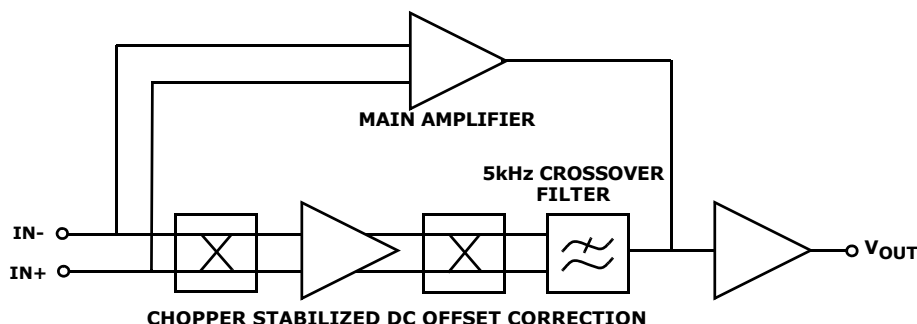 MAIN AMPLIFIER
5kHz CROSSOVER
FILTER
IN-
IN+
VOUT
CHOPPER STABILIZED DC OFFSET CORRECTION